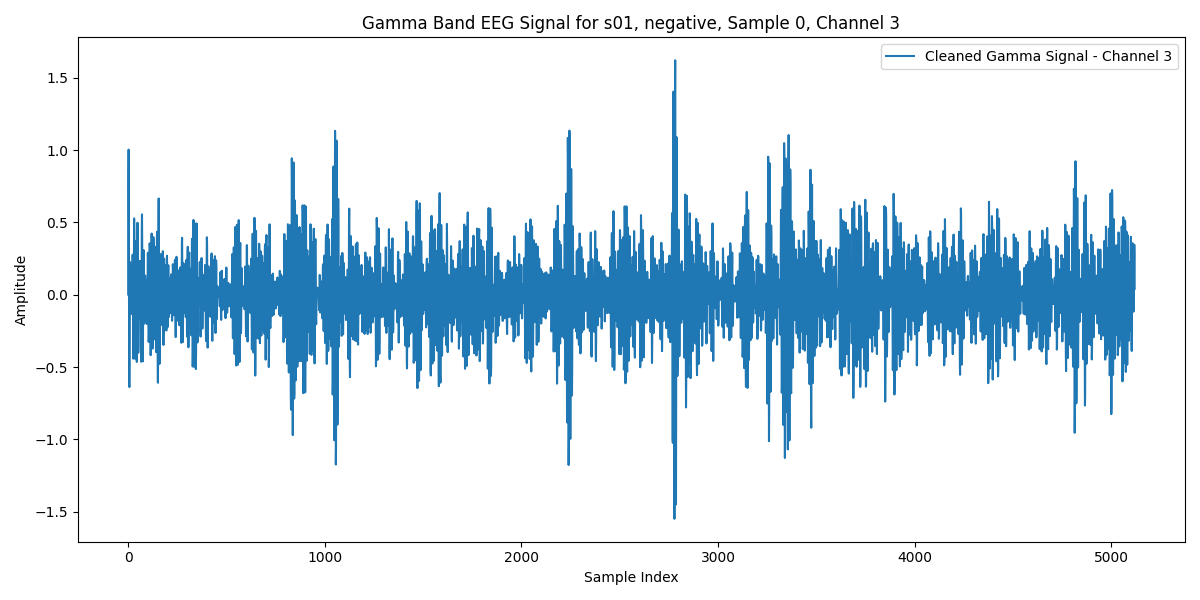 Gamma Band EEG Signal for s01, negative, Sample 0, Channel 3
Cleaned Gamma Signal - Channel 3
1.5
1.0
0.5
0.0
−0.5
−1.0
−1.5
Amplitude
0 1000 2000 3000 4000 5000
Sample Index